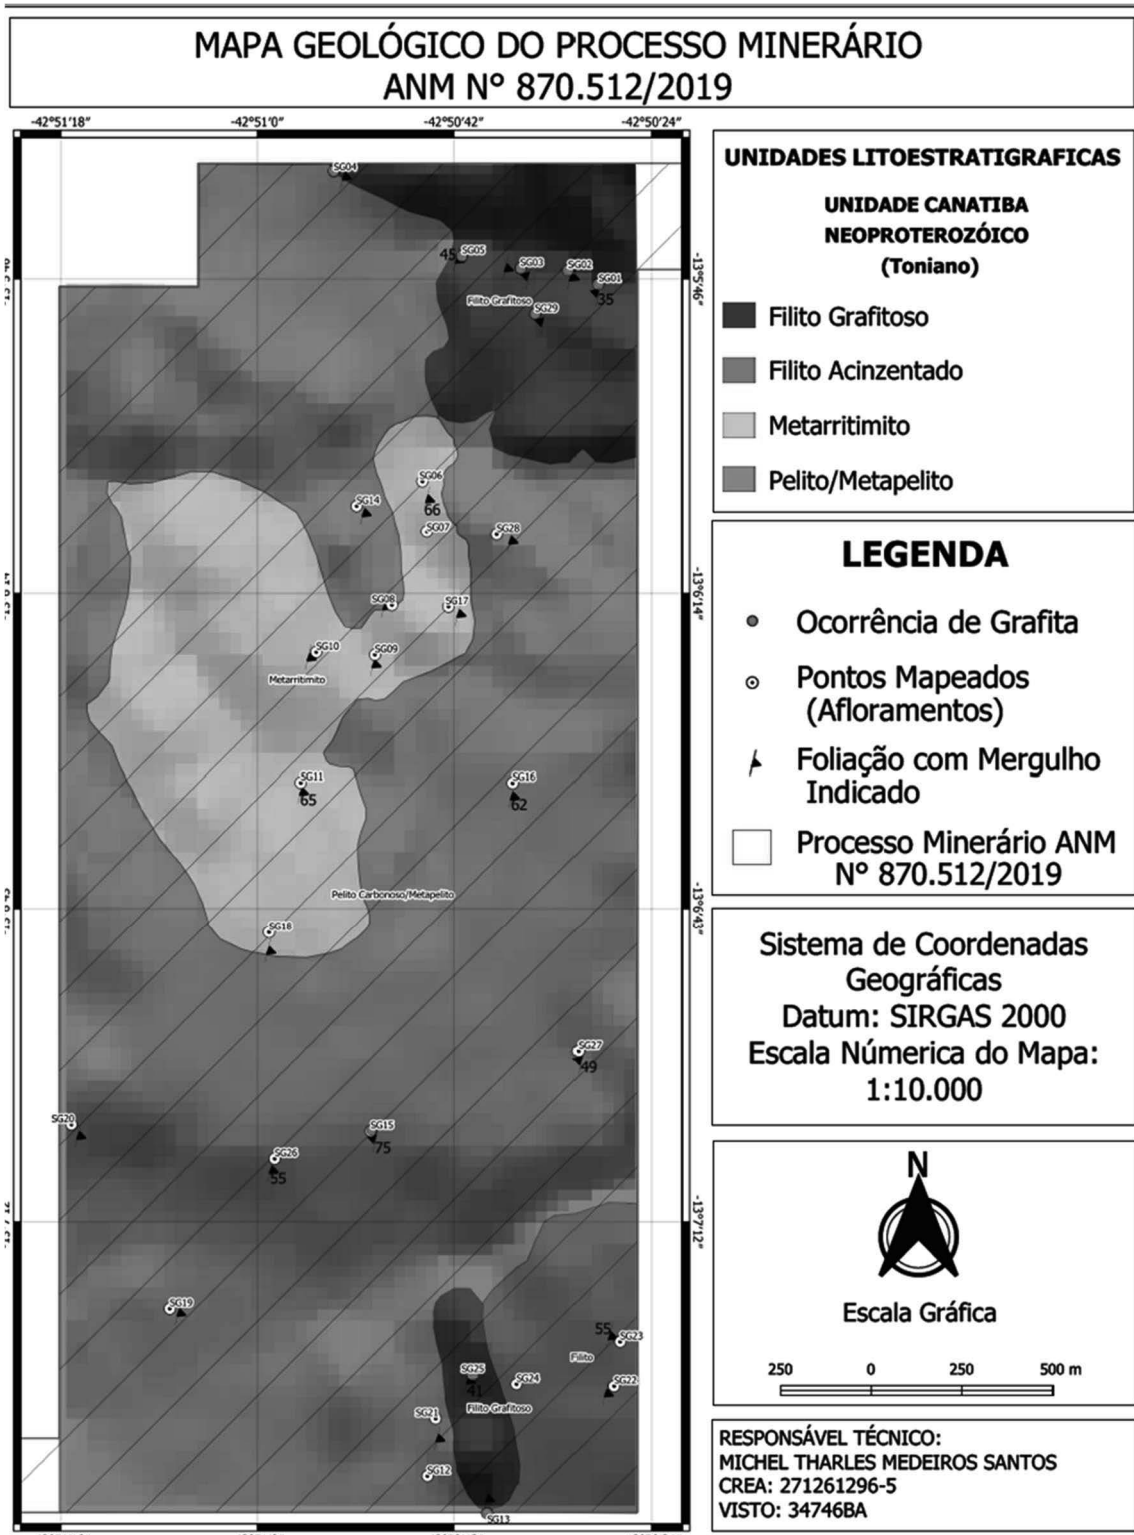 MAPA GEOLÓGICO DO PROCESSO MINERÁRIO
ANM N° 870.512/2019
-42°51'18"
-42°51'0"
-42°50'42"
-42°50'24"
SG04
SG05
45
SG03
SG02
SG01
35
Filito Grafitoso
SG29
SG06
66
SG14
SG07
SG28
SG08
SG17
SG10
SG09
Metarritimito
SG11
65
SG16
62
Pelito Carbonoso/Metapelito
SG18
SG27
49
SG20
SG15
75
SG26
55
SG19
55
SG23
Filito
SG25
41
SG24
SG22
Filito Grafitoso
SG21
SG12
SG13
-13°5'46"
-13°6'14"
-13°6'43"
-13°7'12"
UNIDADES LITOESTRATIGRAFICAS
UNIDADE CANATIBA
NEOPROTEROZÓICO
(Toniano)
Filito Grafitoso
Filito Acinzentado
Metarritimito
Pelito/Metapelito
LEGENDA
Ocorrência de Grafita
Pontos Mapeados
(Afloramentos)
Foliação com Mergulho
Indicado
Processo Minerário ANM
N° 870.512/2019
Sistema de Coordenadas
Geográficas
Datum: SIRGAS 2000
Escala Númerica do Mapa:
1:10.000
N
Escala Gráfica
250 0 250 500 m
RESPONSÁVEL TÉCNICO:
MICHEL THARLES MEDEIROS SANTOS
CREA: 271261296-5
VISTO: 34746BA